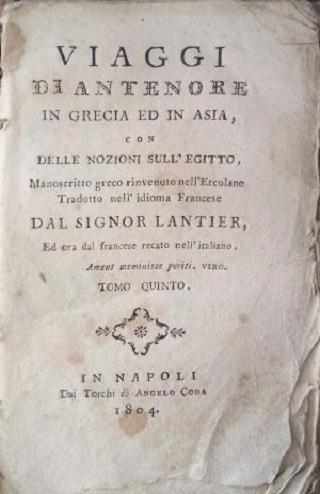 VIAGGI
DI ANTENORE
IN GRECIA ED IN ASIA,
CON
DELLE NOZIONI SULL' EGITTO,
Manoscritto greco rinvenuto nell'Ercolano
Tradotto nell' idioma Francese
DAL SIGNOR LANTIER,
Ed ora dal francese recato nell'italiano.
Ament meminisse periti. VIRG.
TOMO QUINTO.
IN NAPOLI
Dai Torchi di ANGELO CODA
1804.